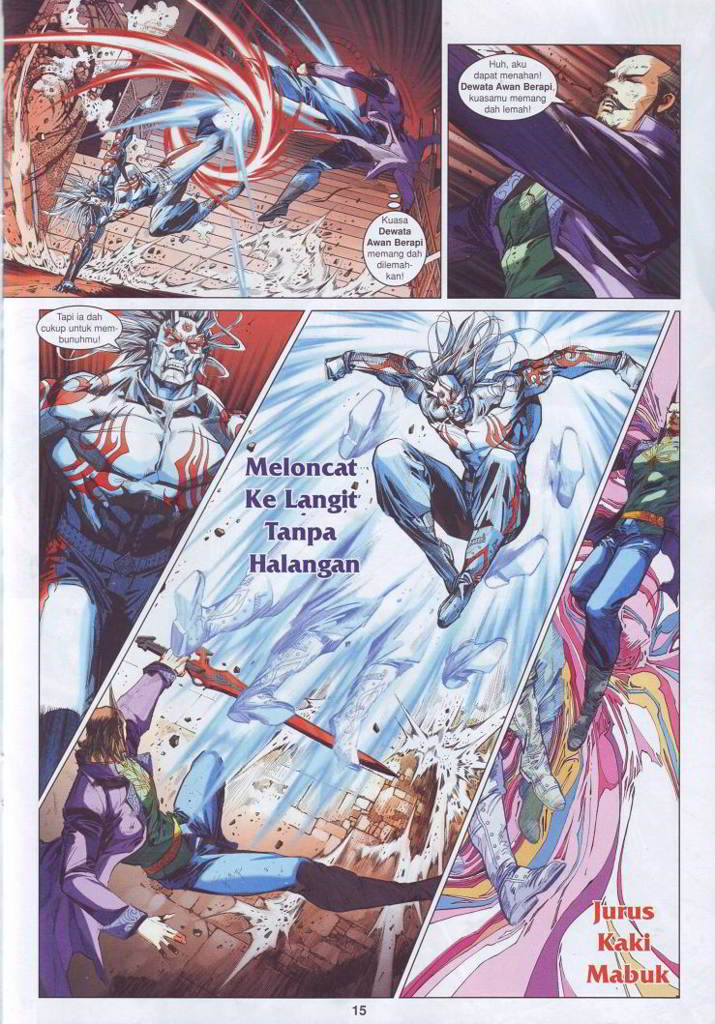 Kuasa
Dewata
Awan Berapi
memang dah
dilemah-
kan!
Huh, aku
dapat menahan!
Dewata Awan Berapi,
kuasamu memang
dah lemah!
Tapi ia dah
cukup untuk mem-
bunuhmu!
Meloncat
Ke Langit
Tanpa
Halangan
Jurus
Kaki
Mabuk
15